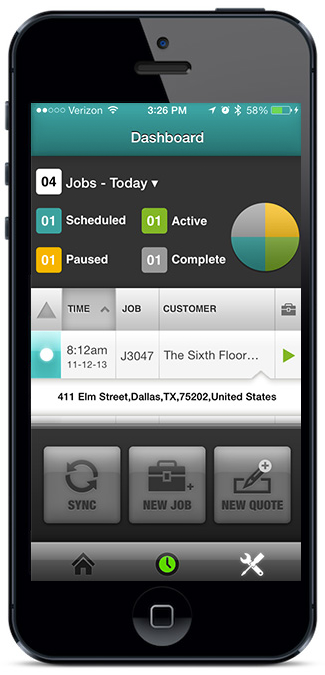 Verizon 3:26 PM 58%
Dashboard
04 Jobs - Today ▾
01 Scheduled 01 Active
01 Paused 01 Complete
TIME JOB CUSTOMER
8:12am J3047 The Sixth Floor...
11-12-13
411 Elm Street,Dallas,TX,75202,United States
SYNC NEW JOB NEW QUOTE